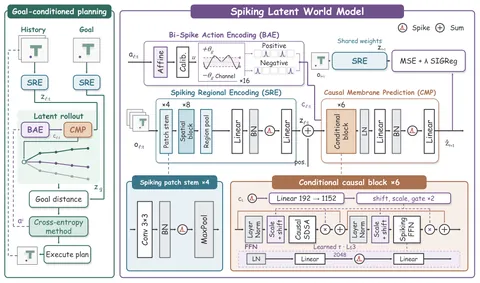 Goal-conditioned planning
History
Goal
SRE
SRE
Latent rollout
BAE
CMP
Goal distance
Cross-entropy
method
Execute plan
Spiking Latent World Model
Spike
Sum
Bi-Spike Action Encoding (BAE)
Affine
Calib.
Channel
Positive
Negative
×16
Shared weights
SRE
MSE + λ SIGReg
Spiking Regional Encoding (SRE)
×4
×8
Patch stem
Spatial
block
Region pool
Linear
BN
Linear
pos.
Causal Membrane Prediction (CMP)
×6
Conditional
block
LN
Linear
BN
Linear
Spiking patch stem ×4
Conv 3×3
BN
MaxPool
Conditional causal block ×6
Linear 192 → 1152
shift, scale, gate ×2
Layer
Norm
Scale
+ shift
Causal
SDSA
Layer
Norm
Scale
+ shift
Spiking
FFN
FFN
LN
Linear
2048
Linear